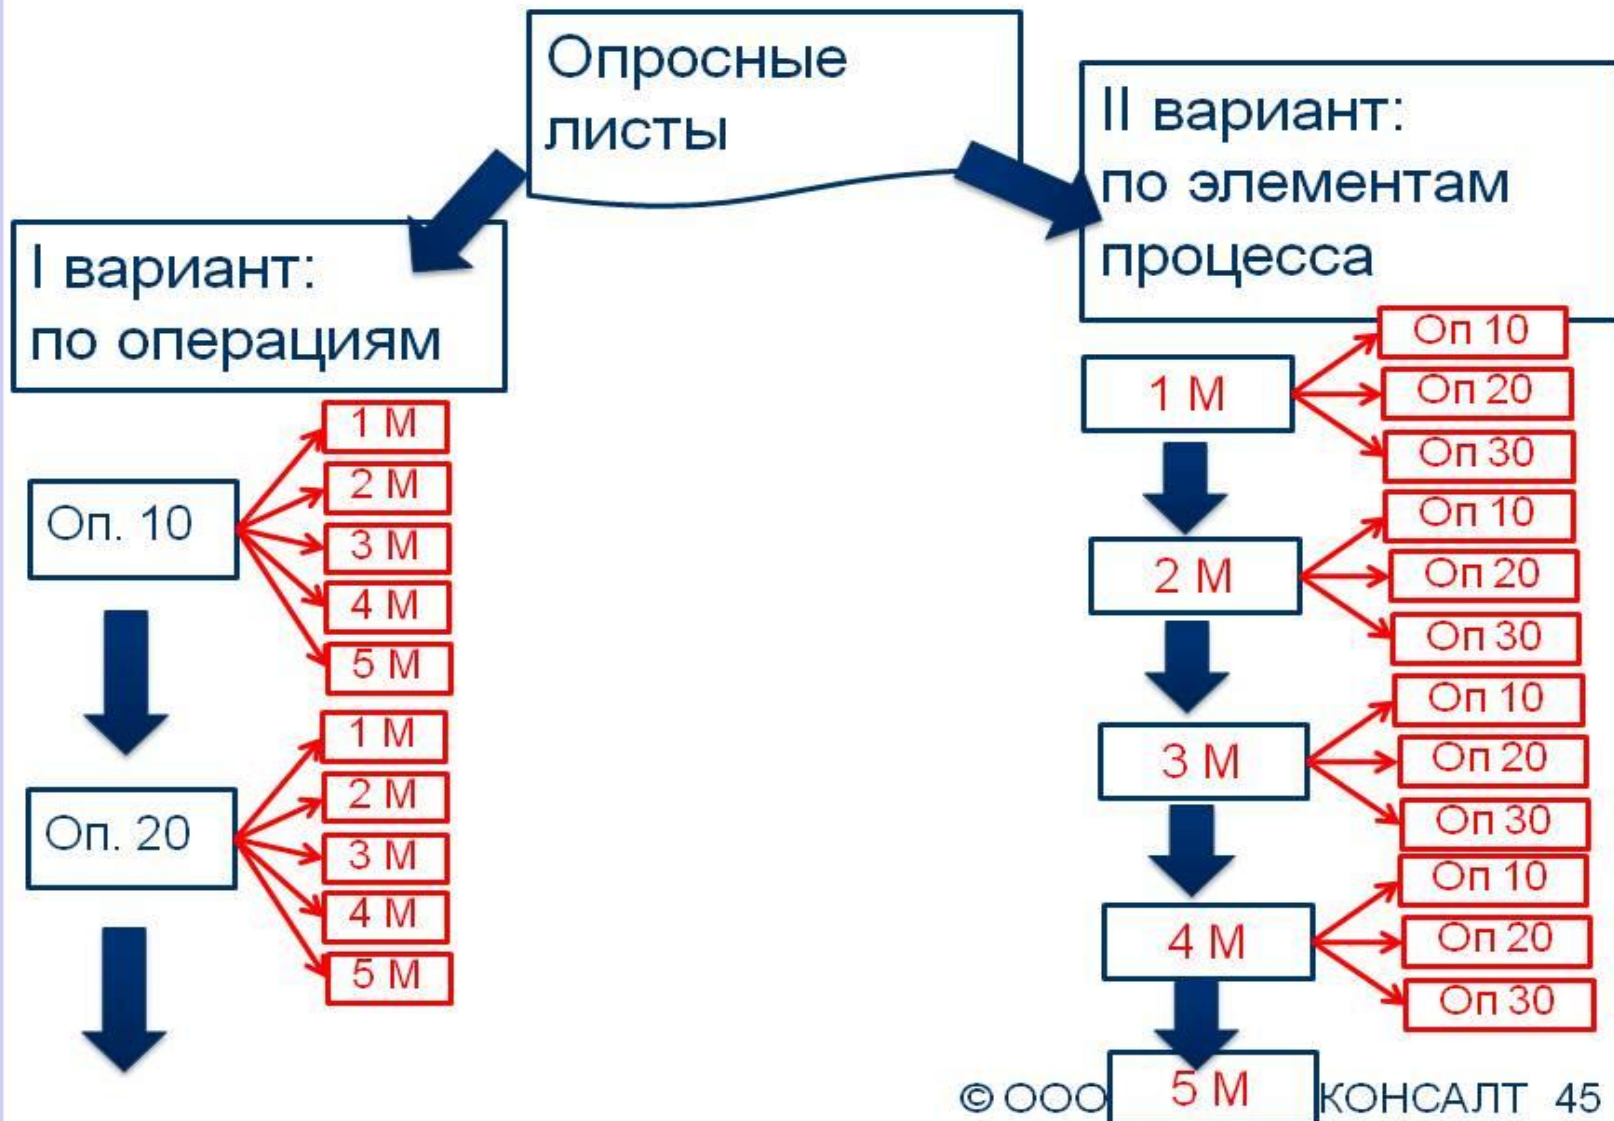 Опросные
листы
I вариант:
по операциям
Оп. 10
1 М
2 М
3 М
4 М
5 М
Оп. 20
1 М
2 М
3 М
4 М
5 М
II вариант:
по элементам
процесса
1 М
Оп 10
Оп 20
Оп 30
2 М
Оп 10
Оп 20
Оп 30
3 М
Оп 10
Оп 20
Оп 30
4 М
Оп 10
Оп 20
Оп 30
5 М
© ООО КОНСАЛТ 45